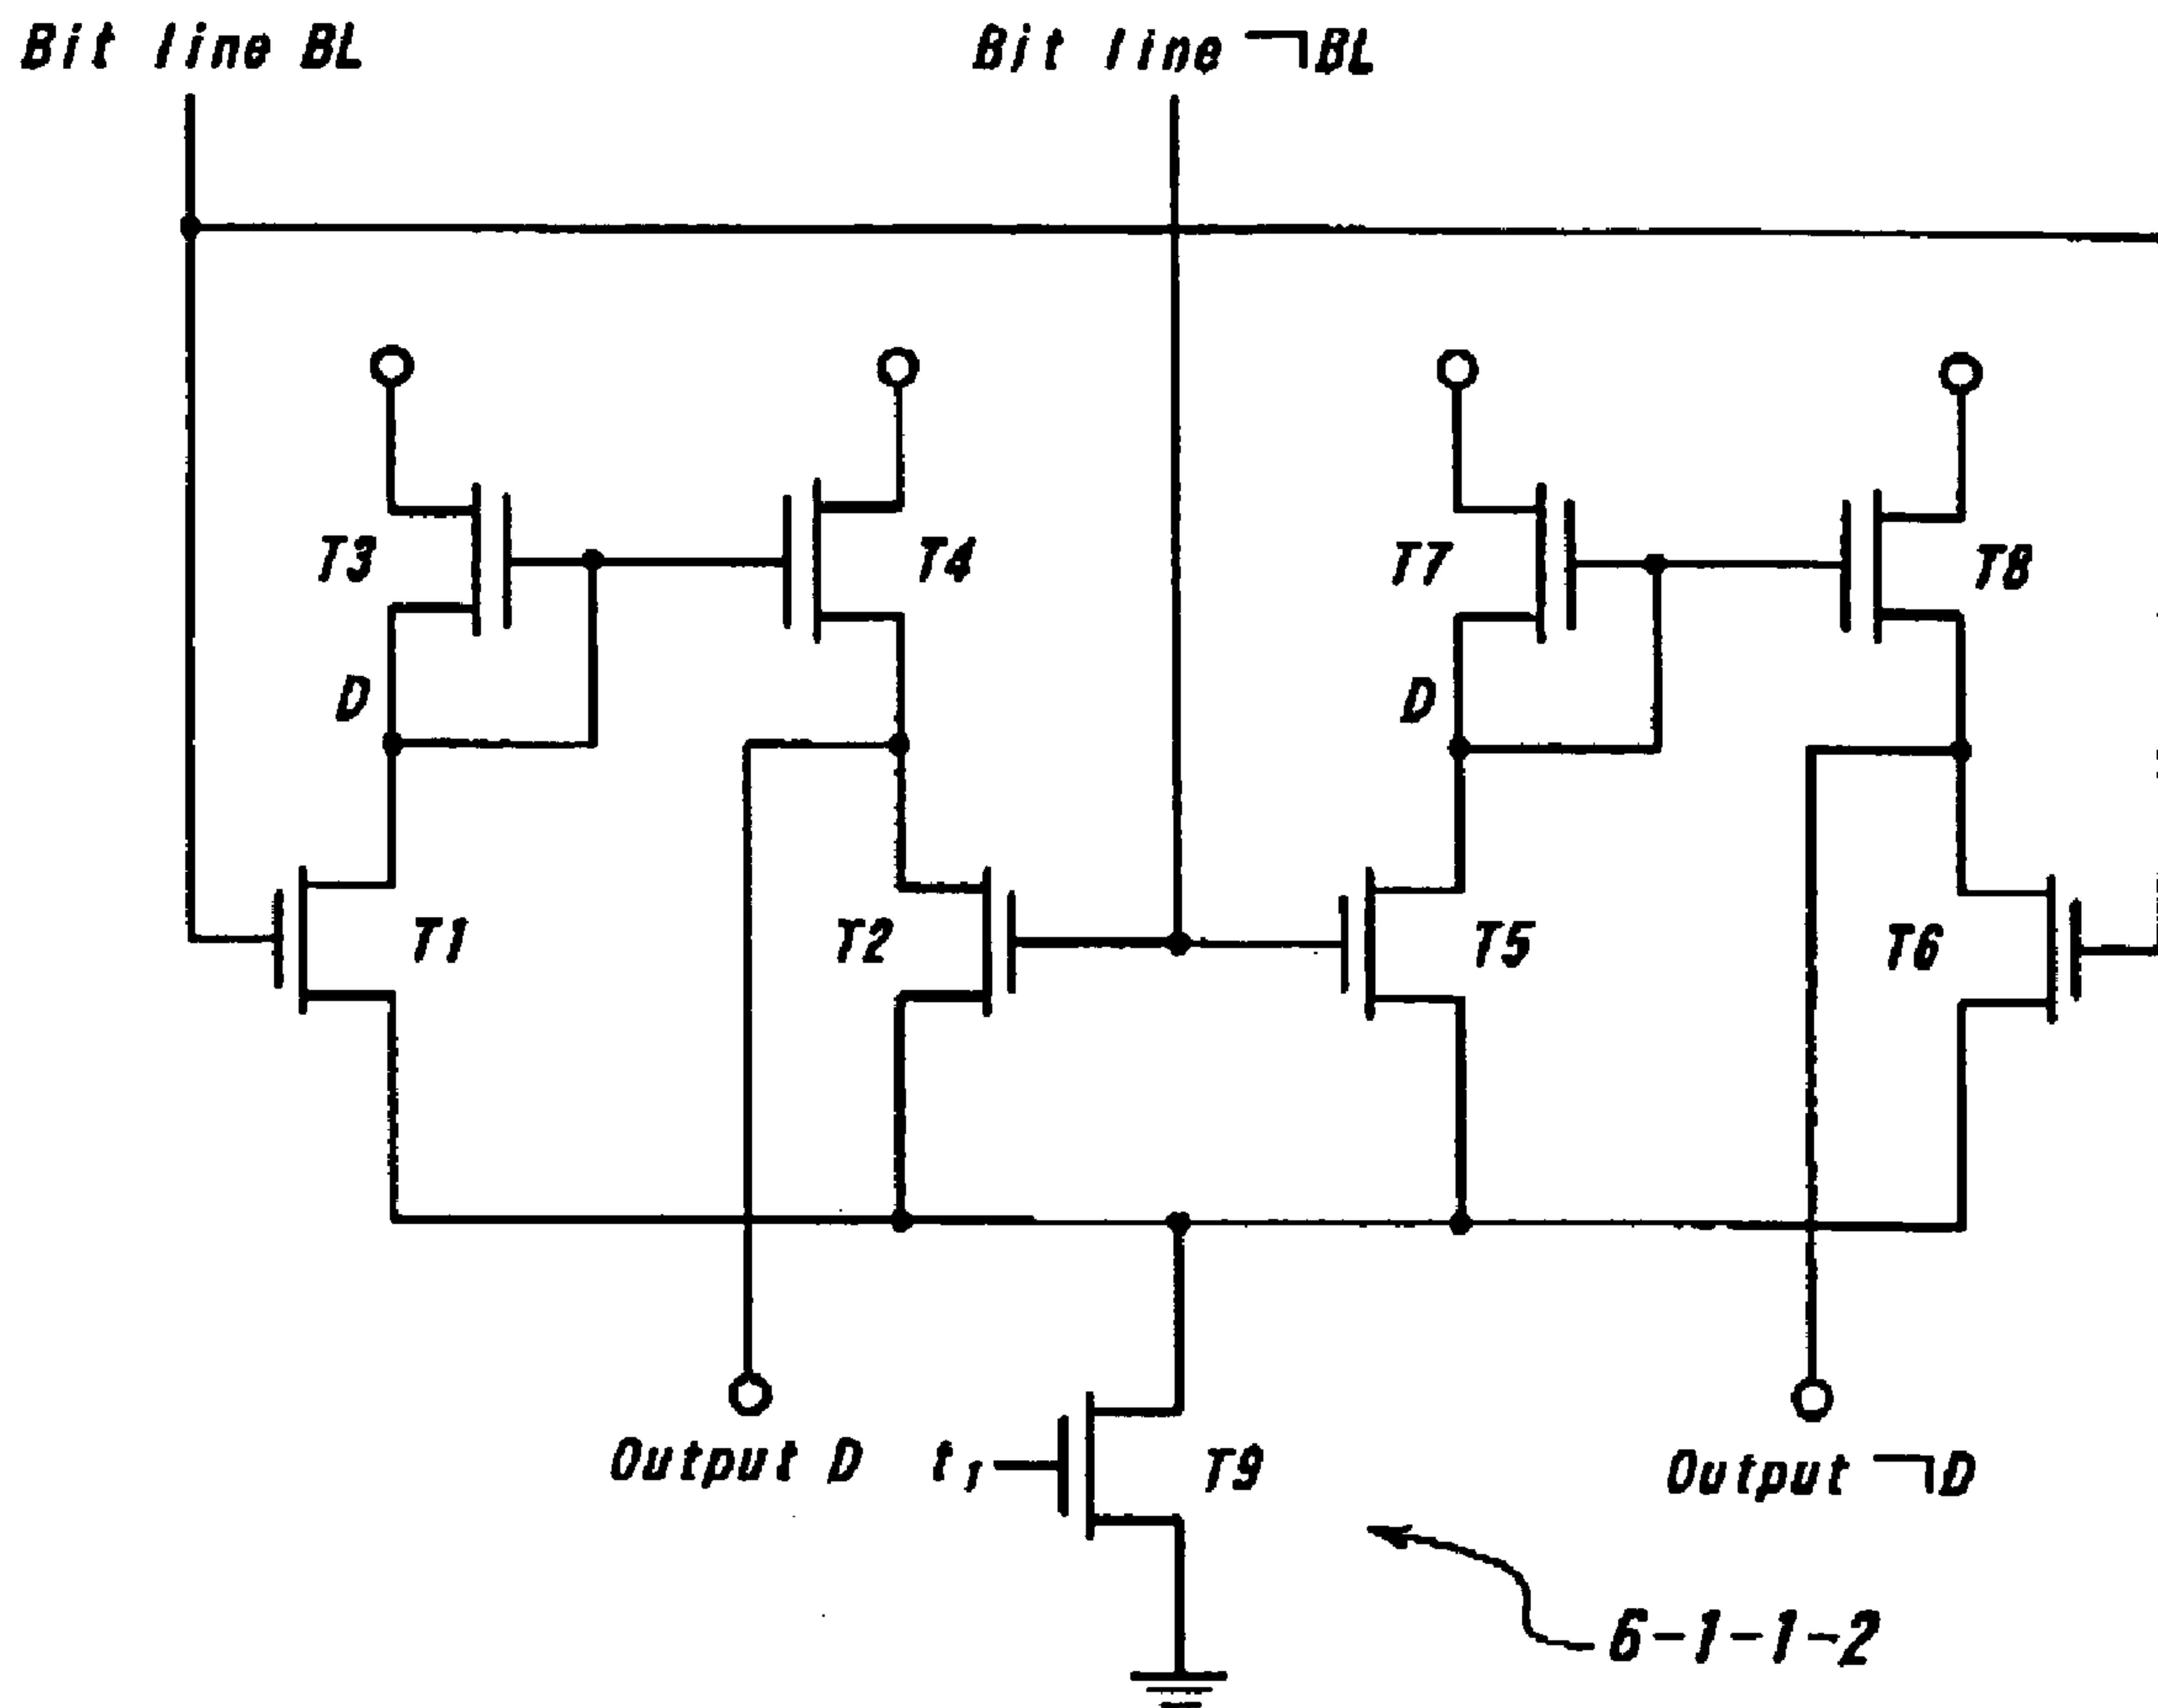 Bit line BL
Bit line ¬BL
T3
T4
T7
T8
D
D
T1
T2
T5
T6
Output D
t1
T9
Output ¬D
6-1-1-2